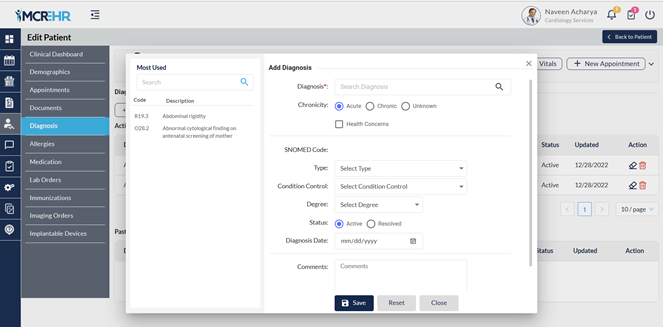 MCREHR
Naveen Acharya
Cardiology Services
Edit Patient
Back to Patient
Clinical Dashboard
Demographics
Appointments
Documents
Diagnosis
Allergies
Medication
Lab Orders
Immunizations
Imaging Orders
Implantable Devices
Most Used
Search
Code Description
R19.3 Abdominal rigidity
O28.2 Abnormal cytological finding on
antenatal screening of mother
Add Diagnosis
Diagnosis*: Search Diagnosis
Chronicity: Acute Chronic Unknown
Health Concerns
SNOMED Code:
Type: Select Type
Condition Control: Select Condition Control
Degree: Select Degree
Status: Active Resolved
Diagnosis Date: mm/dd/yyyy
Comments: Comments
Save Reset Close
Vitals + New Appointment
Status Updated Action
Active 12/28/2022
Active 12/28/2022
< 1 > 10 / page
Status Updated Action